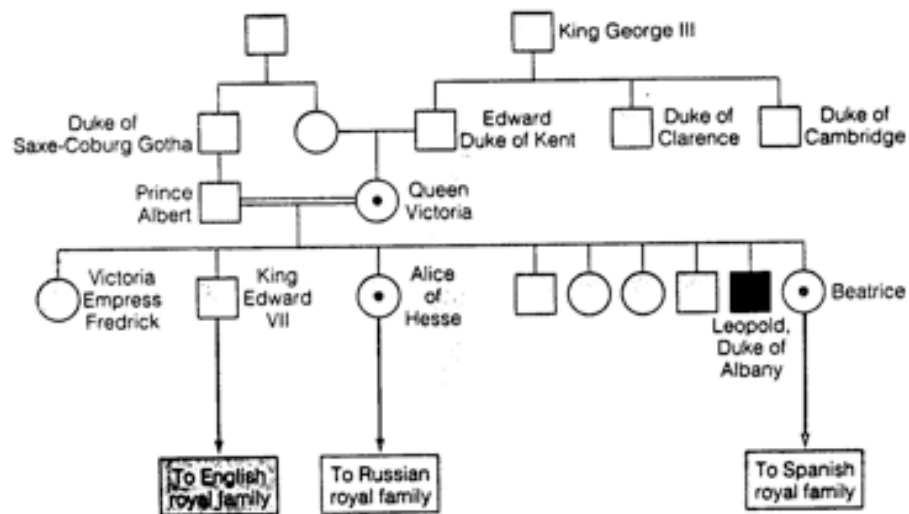 King George III
Duke of
Saxe-Coburg Gotha
Edward
Duke of Kent
Duke of
Clarence
Duke of
Cambridge
Prince
Albert
Queen
Victoria
Victoria
Empress
Fredrick
King
Edward
VII
Alice
of
Hesse
Leopold,
Duke of
Albany
Beatrice
To English
royal family
To Russian
royal family
To Spanish
royal family